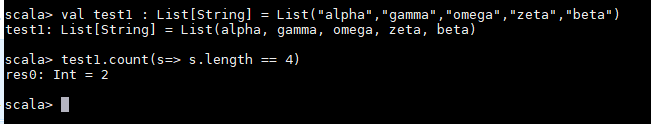 scala> val test1 : List[String] = List("alpha","gamma","omega","zeta","beta")
test1: List[String] = List(alpha, gamma, omega, zeta, beta)
scala> test1.count(s=> s.length == 4)
res0: Int = 2
scala>